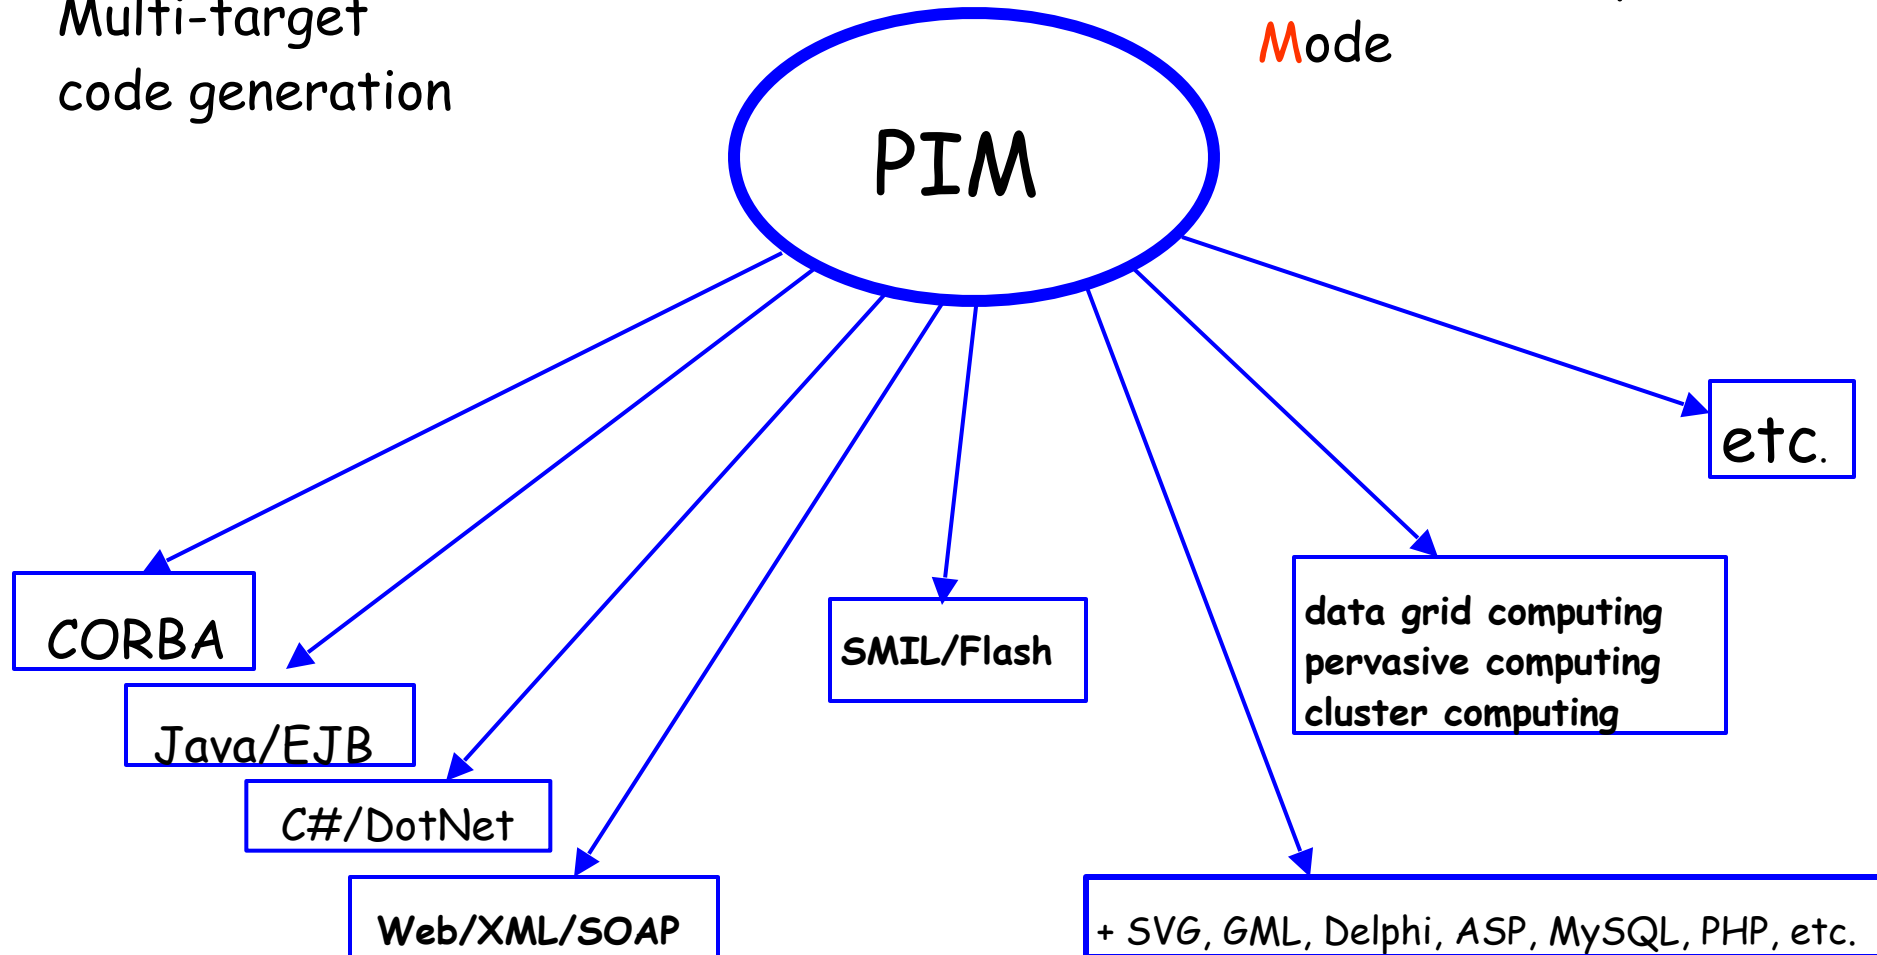 Multi-target
code generation
Mode
PIM
etc.
CORBA
Java/EJB
C#/DotNet
Web/XML/SOAP
SMIL/Flash
data grid computing
pervasive computing
cluster computing
+ SVG, GML, Delphi, ASP, MySQL, PHP, etc.